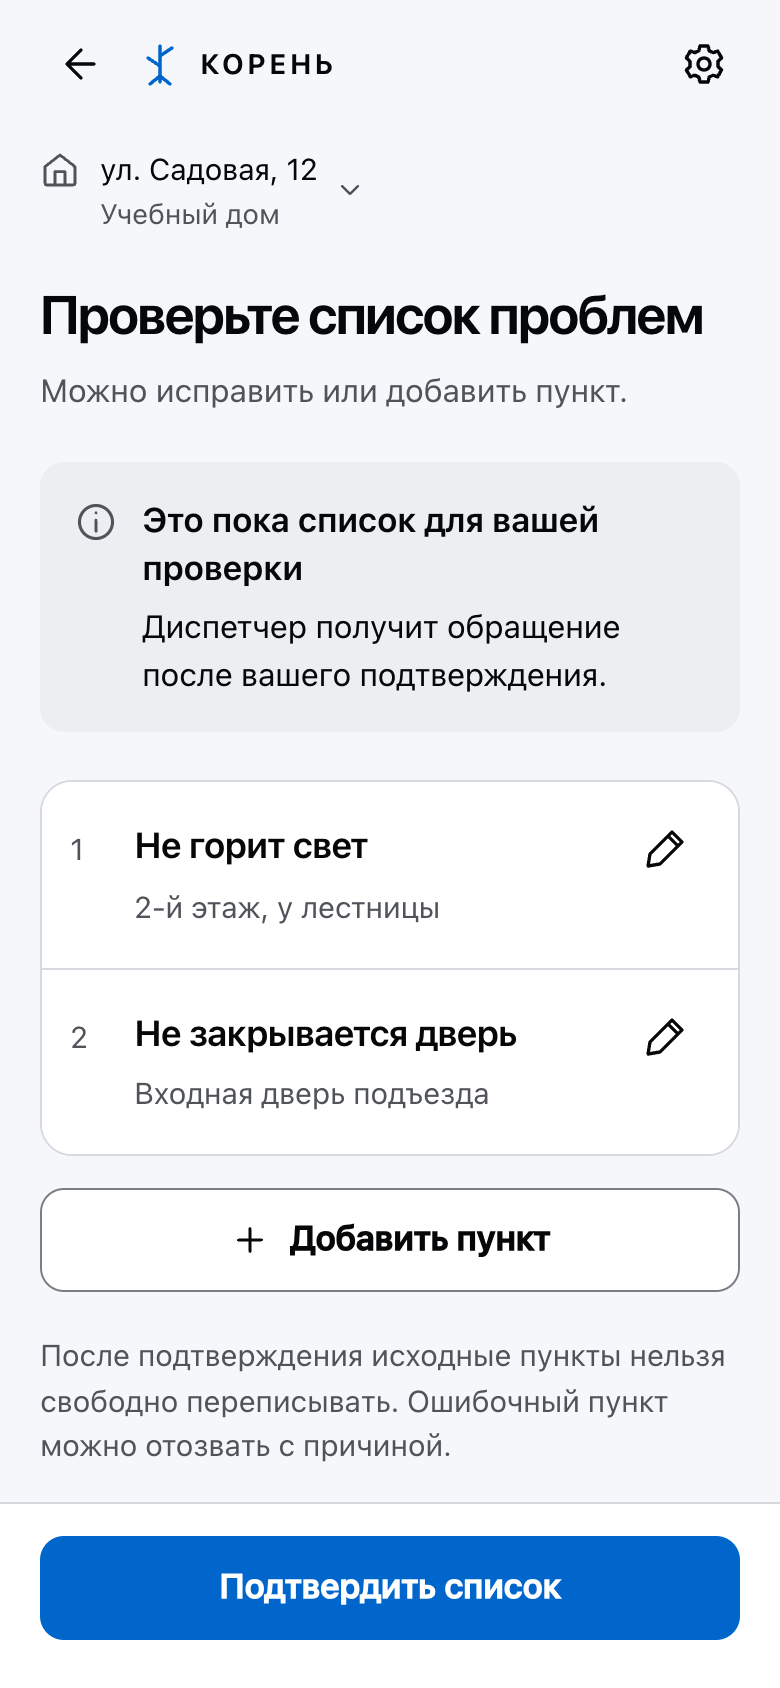 КОРЕНЬ
ул. Садовая, 12
Учебный дом
Проверьте список проблем
Можно исправить или добавить пункт.
Это пока список для вашей
проверки
Диспетчер получит обращение
после вашего подтверждения.
1 Не горит свет
2-й этаж, у лестницы
2 Не закрывается дверь
Входная дверь подъезда
+ Добавить пункт
После подтверждения исходные пункты нельзя
свободно переписывать. Ошибочный пункт
можно отозвать с причиной.
Подтвердить список